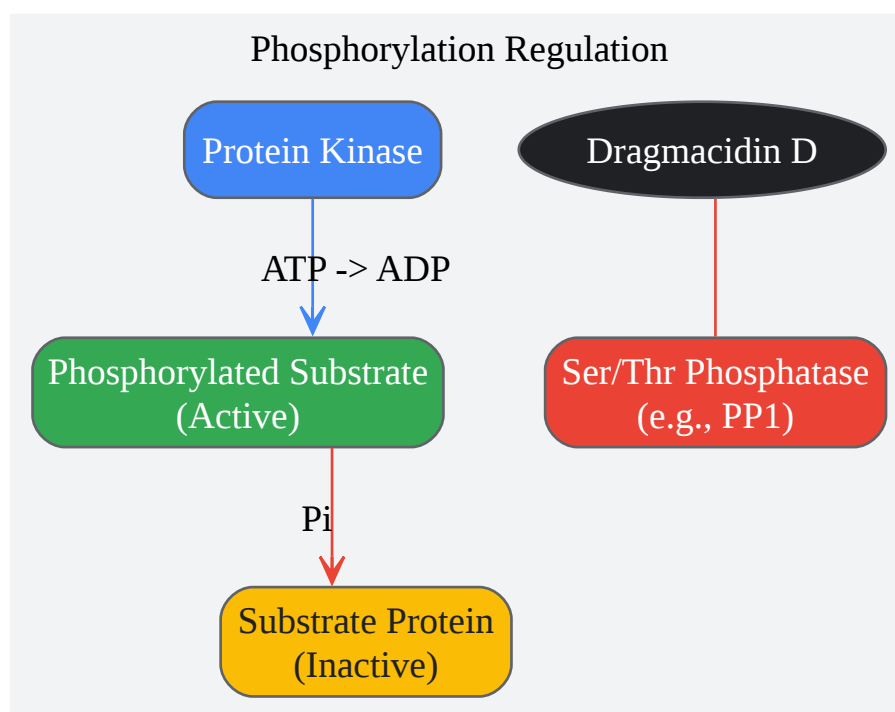 Phosphorylation Regulation
Protein Kinase
Dragmacidin D
ATP -> ADP
Phosphorylated Substrate
(Active)
Ser/Thr Phosphatase
(e.g., PP1)
Pi
Substrate Protein
(Inactive)